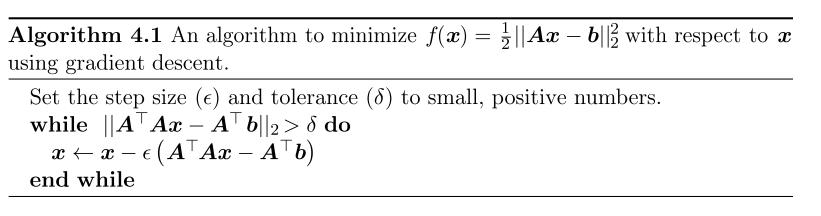 Algorithm 4.1 An algorithm to minimize f(x) = ½||Ax − b||₂² with respect to x
using gradient descent.
Set the step size (ϵ) and tolerance (δ) to small, positive numbers.
while ||A⊤Ax − A⊤b||₂ > δ do
x ← x − ϵ (A⊤Ax − A⊤b)
end while